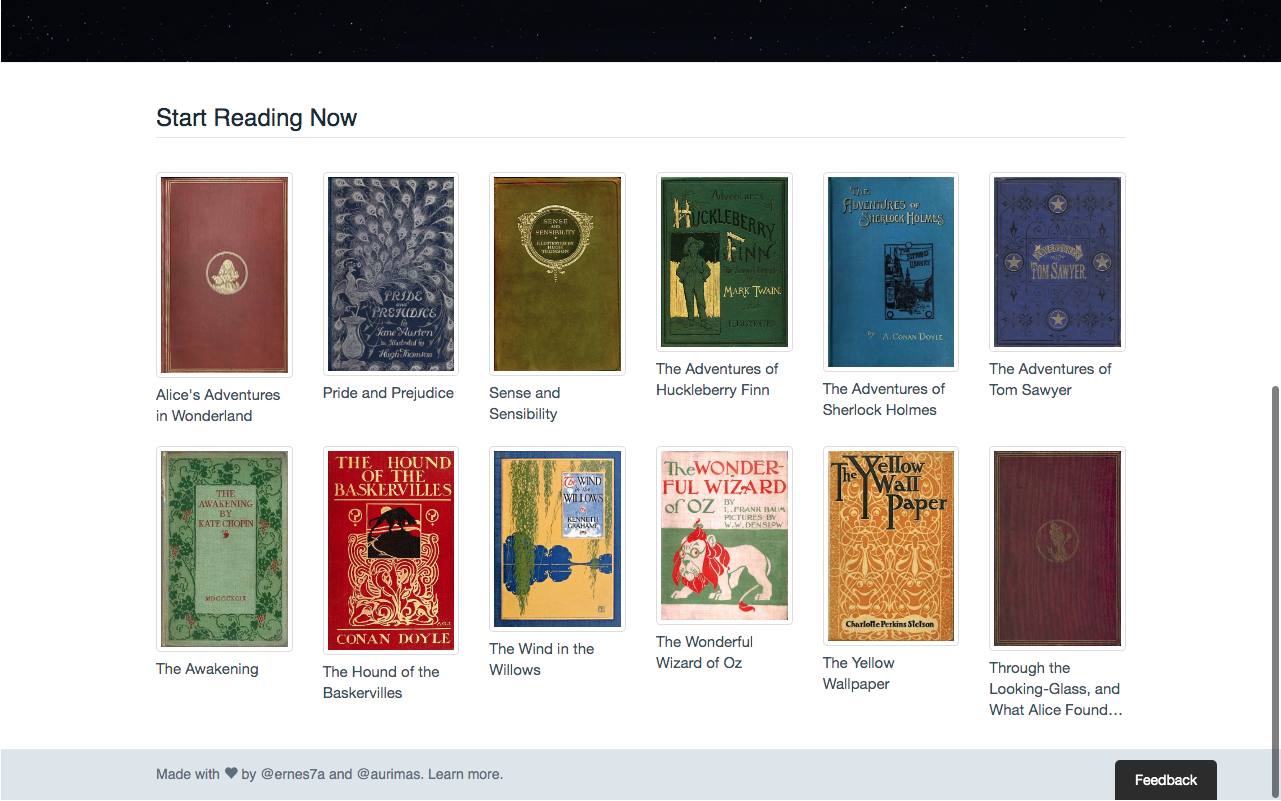 Start Reading Now
SENSE
AND
SENSIBILITY
ILLUSTRATED BY
HUGH
THOMSON
PRIDE
and
PREJUDICE
by
Jane Austen
Illustrated by
Hugh Thomson
Adventures
of
HUCKLEBERRY
FINN
MARK TWAIN.
ILLUSTRATED.
THE
ADVENTURES OF
SHERLOCK HOLMES
By A. CONAN DOYLE
TOM SAWYER
Alice's Adventures
in Wonderland
Pride and Prejudice
Sense and
Sensibility
The Adventures of
Huckleberry Finn
The Adventures of
Sherlock Holmes
The Adventures of
Tom Sawyer
THE
AWAKENING
BY
KATE CHOPIN
MDCCCXCIX
THE HOUND
OF THE
BASKERVILLES
CONAN DOYLE
The WIND
in the
WILLOWS
By
KENNETH
GRAHAME
The WONDER-
FUL WIZARD
of OZ
BY
L. FRANK BAUM
PICTURES BY
W.W. DENSLOW
The Yellow
Wall
Paper
Charlotte Perkins Stetson
The Awakening
The Hound of the
Baskervilles
The Wind in the
Willows
The Wonderful
Wizard of Oz
The Yellow
Wallpaper
Through the
Looking-Glass, and
What Alice Found…
Made with ♥ by @ernes7a and @aurimas. Learn more.
Feedback